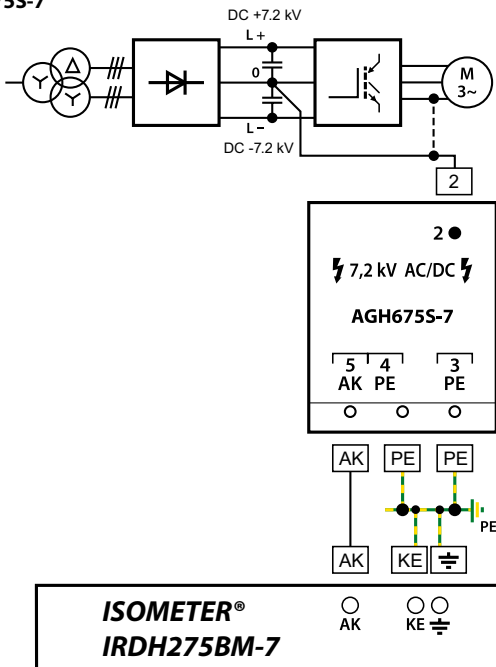 75S-7
DC +7.2 kV
L +
0
L –
DC -7.2 kV
Y Δ Y
M
3~
2
2
7,2 kV AC/DC
AGH675S-7
5 4 3
AK PE PE
AK PE PE
PE
AK KE
ISOMETER®
IRDH275BM-7
AK KE